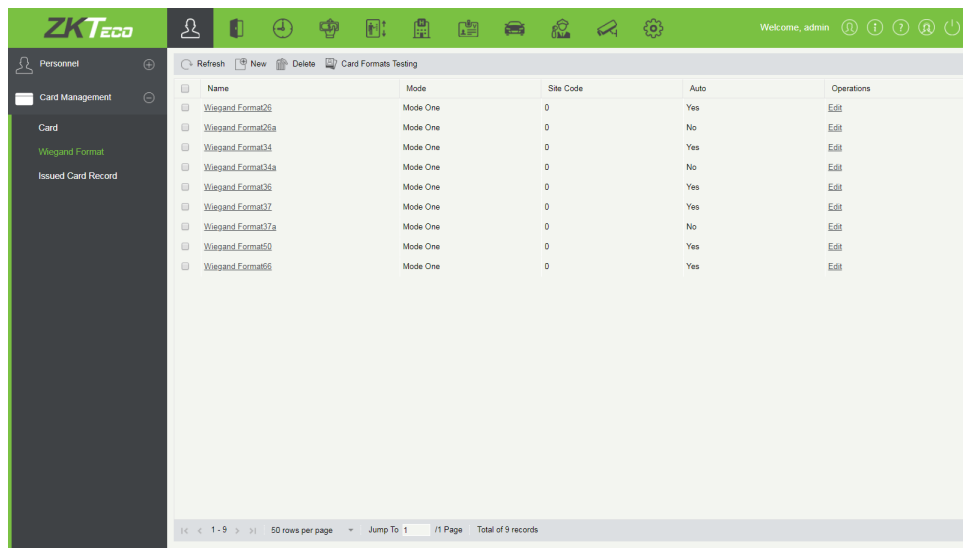 ZKTECO
Welcome, admin
Personnel
Refresh New Delete Card Formats Testing
Card Management
Name Mode Site Code Auto Operations
Wiegand Format26 Mode One 0 Yes Edit
Card
Wiegand Format26a Mode One 0 No Edit
Wiegand Format
Wiegand Format34 Mode One 0 Yes Edit
Issued Card Record
Wiegand Format34a Mode One 0 No Edit
Wiegand Format36 Mode One 0 Yes Edit
Wiegand Format37 Mode One 0 Yes Edit
Wiegand Format37a Mode One 0 No Edit
Wiegand Format50 Mode One 0 Yes Edit
Wiegand Format66 Mode One 0 Yes Edit
1 - 9 50 rows per page Jump To 1 /1 Page Total of 9 records